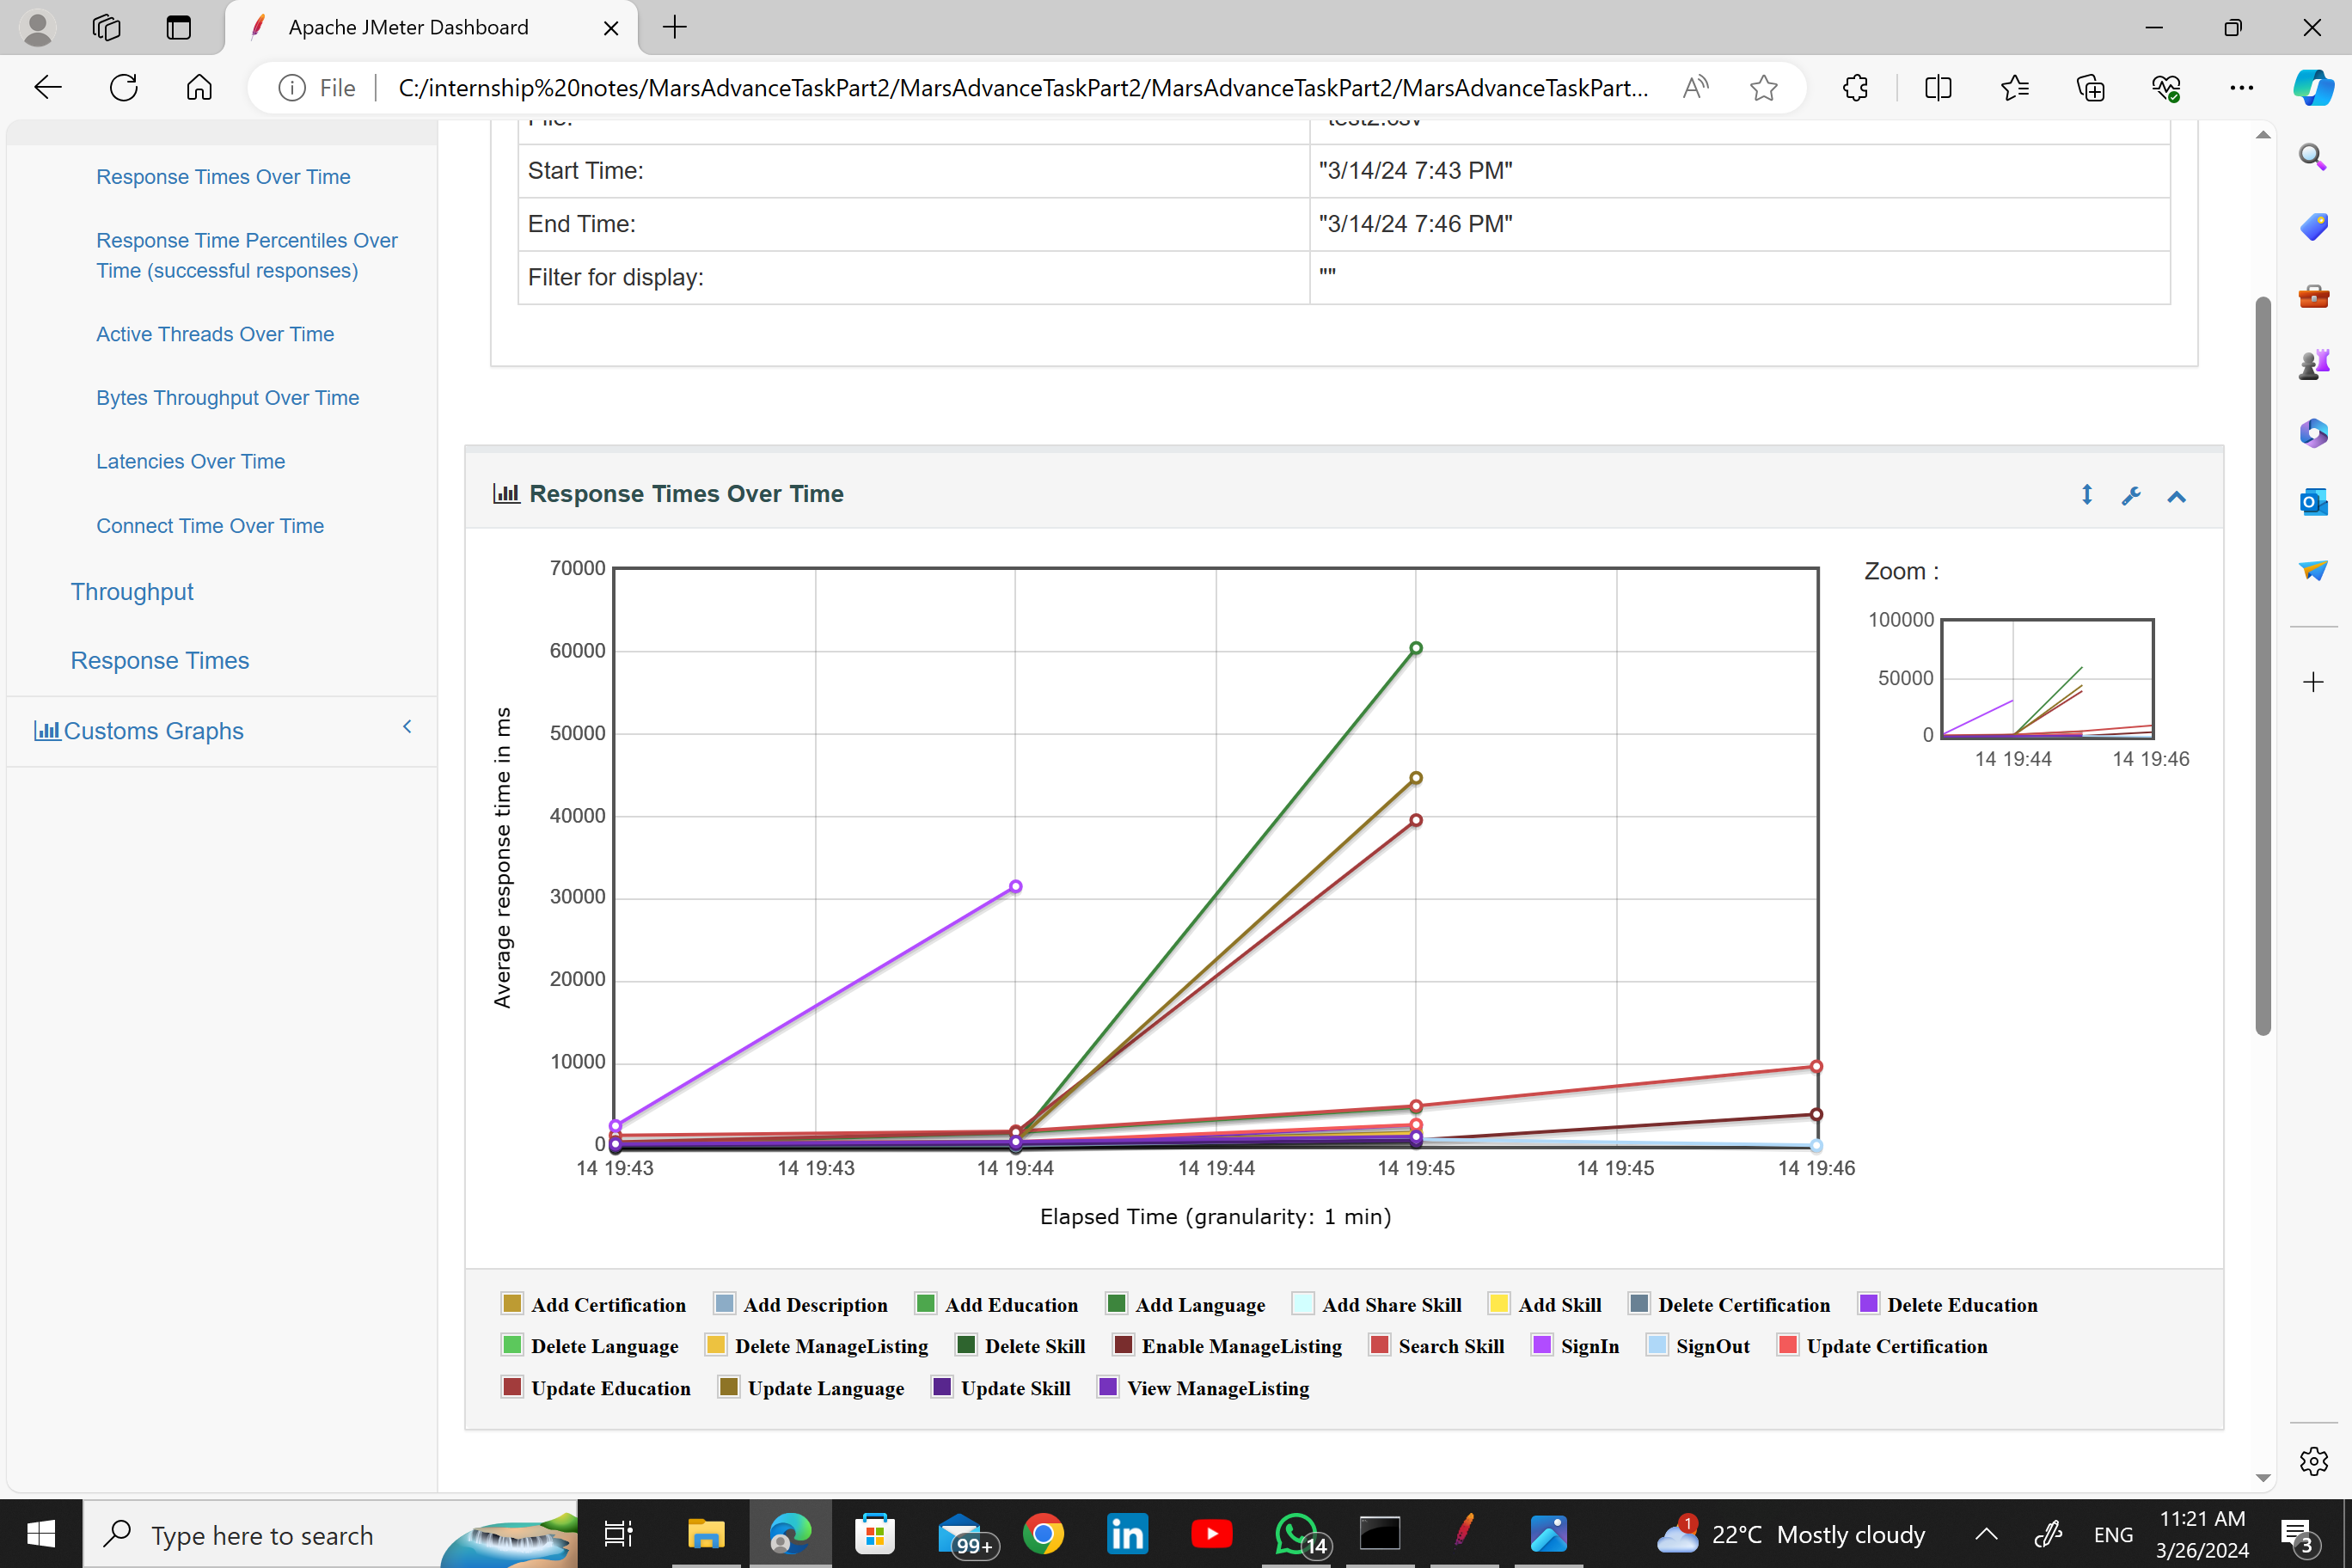 Apache JMeter Dashboard
File
C:/internship%20notes/MarsAdvanceTaskPart2/MarsAdvanceTaskPart2/MarsAdvanceTaskPart2/MarsAdvanceTaskPart...
Response Times Over Time
Response Time Percentiles Over
Time (successful responses)
Active Threads Over Time
Bytes Throughput Over Time
Latencies Over Time
Connect Time Over Time
Throughput
Response Times
Customs Graphs
File: "test2.csv"
Start Time: "3/14/24 7:43 PM"
End Time: "3/14/24 7:46 PM"
Filter for display: ""
Response Times Over Time
70000
60000
50000
40000
30000
20000
10000
0
Average response time in ms
14 19:43 14 19:43 14 19:44 14 19:44 14 19:45 14 19:45 14 19:46
Elapsed Time (granularity: 1 min)
Zoom :
100000
50000
0
14 19:44 14 19:46
Add Certification Add Description Add Education Add Language Add Share Skill Add Skill Delete Certification Delete Education
Delete Language Delete ManageListing Delete Skill Enable ManageListing Search Skill SignIn SignOut Update Certification
Update Education Update Language Update Skill View ManageListing
Type here to search
99+
in
14
1
22°C Mostly cloudy
ENG
11:21 AM
3/26/2024
3